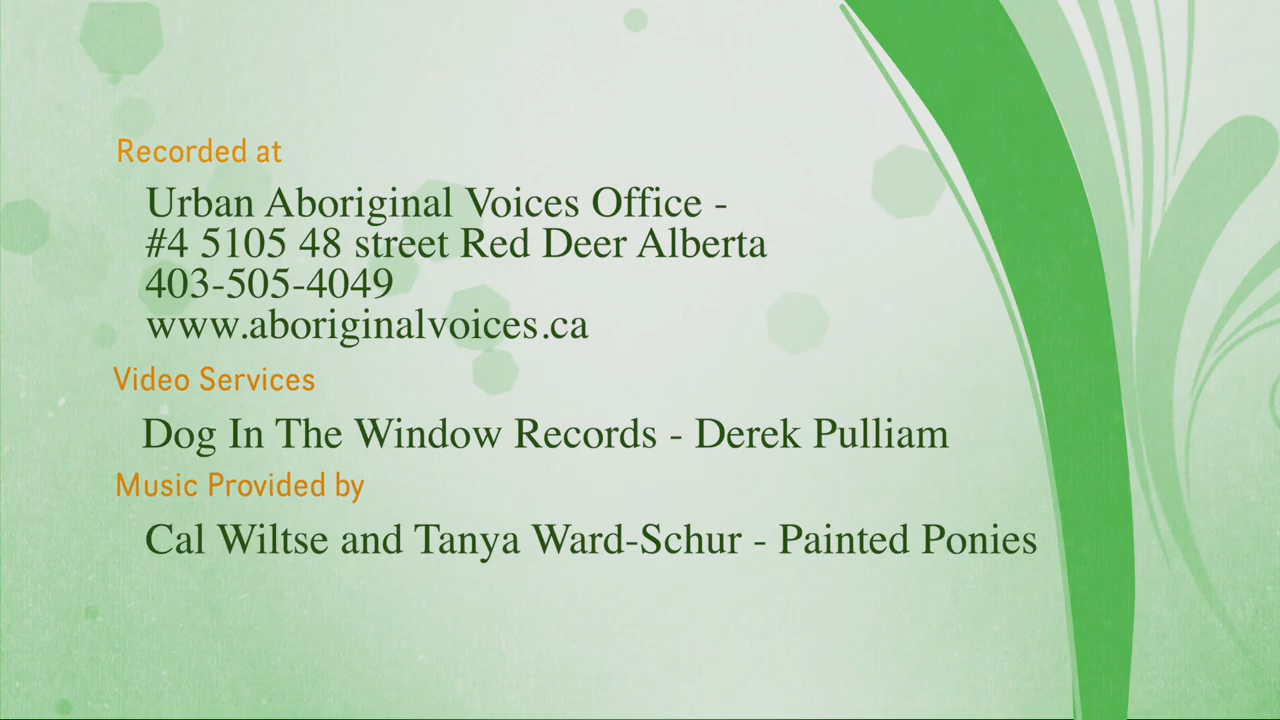 Recorded at
Urban Aboriginal Voices Office -
#4 5105 48 street Red Deer Alberta
403-505-4049
www.aboriginalvoices.ca
Video Services
Dog In The Window Records - Derek Pulliam
Music Provided by
Cal Wiltse and Tanya Ward-Schur - Painted Ponies